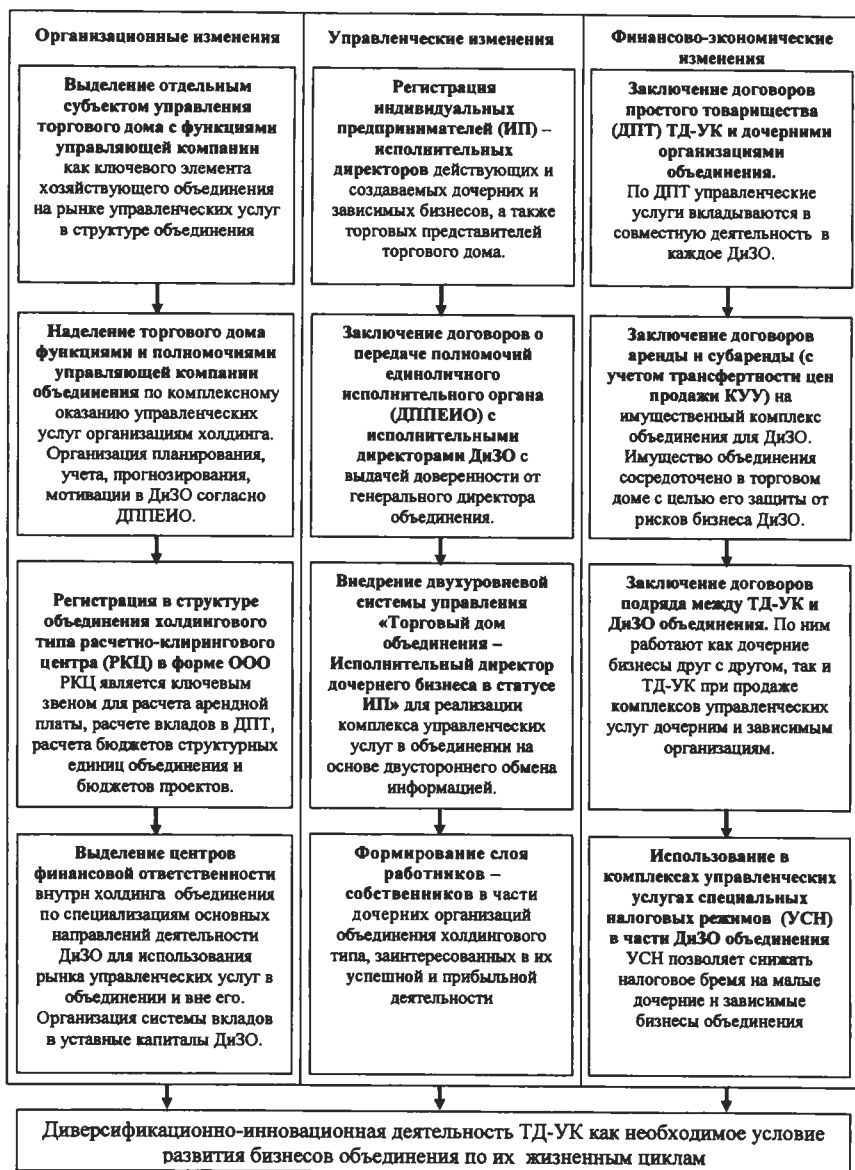 Организационные изменения
Выделение отдельным
субъектом управления
торгового дома с функциями
управляющей компании
как ключевого элемента
хозяйствующего объединения
на рынке управленческих услуг
в структуре объединения
Наделение торгового дома
функциями и полномочиями
управляющей компании
объединения по комплексному
оказанию управленческих
услуг организациям холдинга.
Организация планирования,
учета, прогнозирования,
мотивации в ДиЗО согласно
ДППЕИО.
Регистрация в структуре
объединения холдингового
типа расчетно-клирингового
центра (РКЦ) в форме ООО
РКЦ является ключевым
звеном для расчета арендной
платы, расчете вкладов в ДПТ,
расчета бюджетов структурных
единиц объединения и
бюджетов проектов.
Выделение центров
финансовой ответственности
внутри холдинга объединения
по специализациям основных
направлений деятельности
ДиЗО для использования
рынка управленческих услуг в
объединении и вне его.
Организация системы вкладов
в уставные капиталы ДиЗО.
Управленческие изменения
Регистрация
индивидуальных
предпринимателей (ИП) –
исполнительных
директоров действующих и
создаваемых дочерних и
зависимых бизнесов, а также
торговых представителей
торгового дома.
Заключение договоров о
передаче полномочий
единоличного
исполнительного органа
(ДППЕИО) с
исполнительными
директорами ДиЗО с
выдачей доверенности от
генерального директора
объединения.
Внедрение двухуровневой
системы управления
«Торговый дом
объединения –
Исполнительный директор
дочернего бизнеса в статусе
ИП» для реализации
комплекса управленческих
услуг в объединении на
основе двустороннего обмена
информацией.
Формирование слоя
работников –
собственников в части
дочерних организаций
объединения холдингового
типа, заинтересованных в их
успешной и прибыльной
деятельности
Финансово-экономические
изменения
Заключение договоров
простого товарищества
(ДПТ) ТД-УК и дочерними
организациями
объединения.
По ДПТ управленческие
услуги вкладываются в
совместную деятельность в
каждое ДиЗО.
Заключение договоров
аренды и субаренды (с
учетом трансфертности цен
продажи КУУ) на
имущественный комплекс
объединения для ДиЗО.
Имущество объединения
сосредоточено в торговом
доме с целью его защиты от
рисков бизнеса ДиЗО.
Заключение договоров
подряда между ТД-УК и
ДиЗО объединения. По ним
работают как дочерние
бизнесы друг с другом, так и
ТД-УК при продаже
комплексов управленческих
услуг дочерним и зависимым
организациям.
Использование в
комплексах управленческих
услугах специальных
налоговых режимов (УСН)
в части ДиЗО объединения
УСН позволяет снижать
налоговое бремя на малые
дочерние и зависимые
бизнесы объединения
Диверсификационно-инновационная деятельность ТД-УК как необходимое условие
развития бизнесов объединения по их жизненным циклам